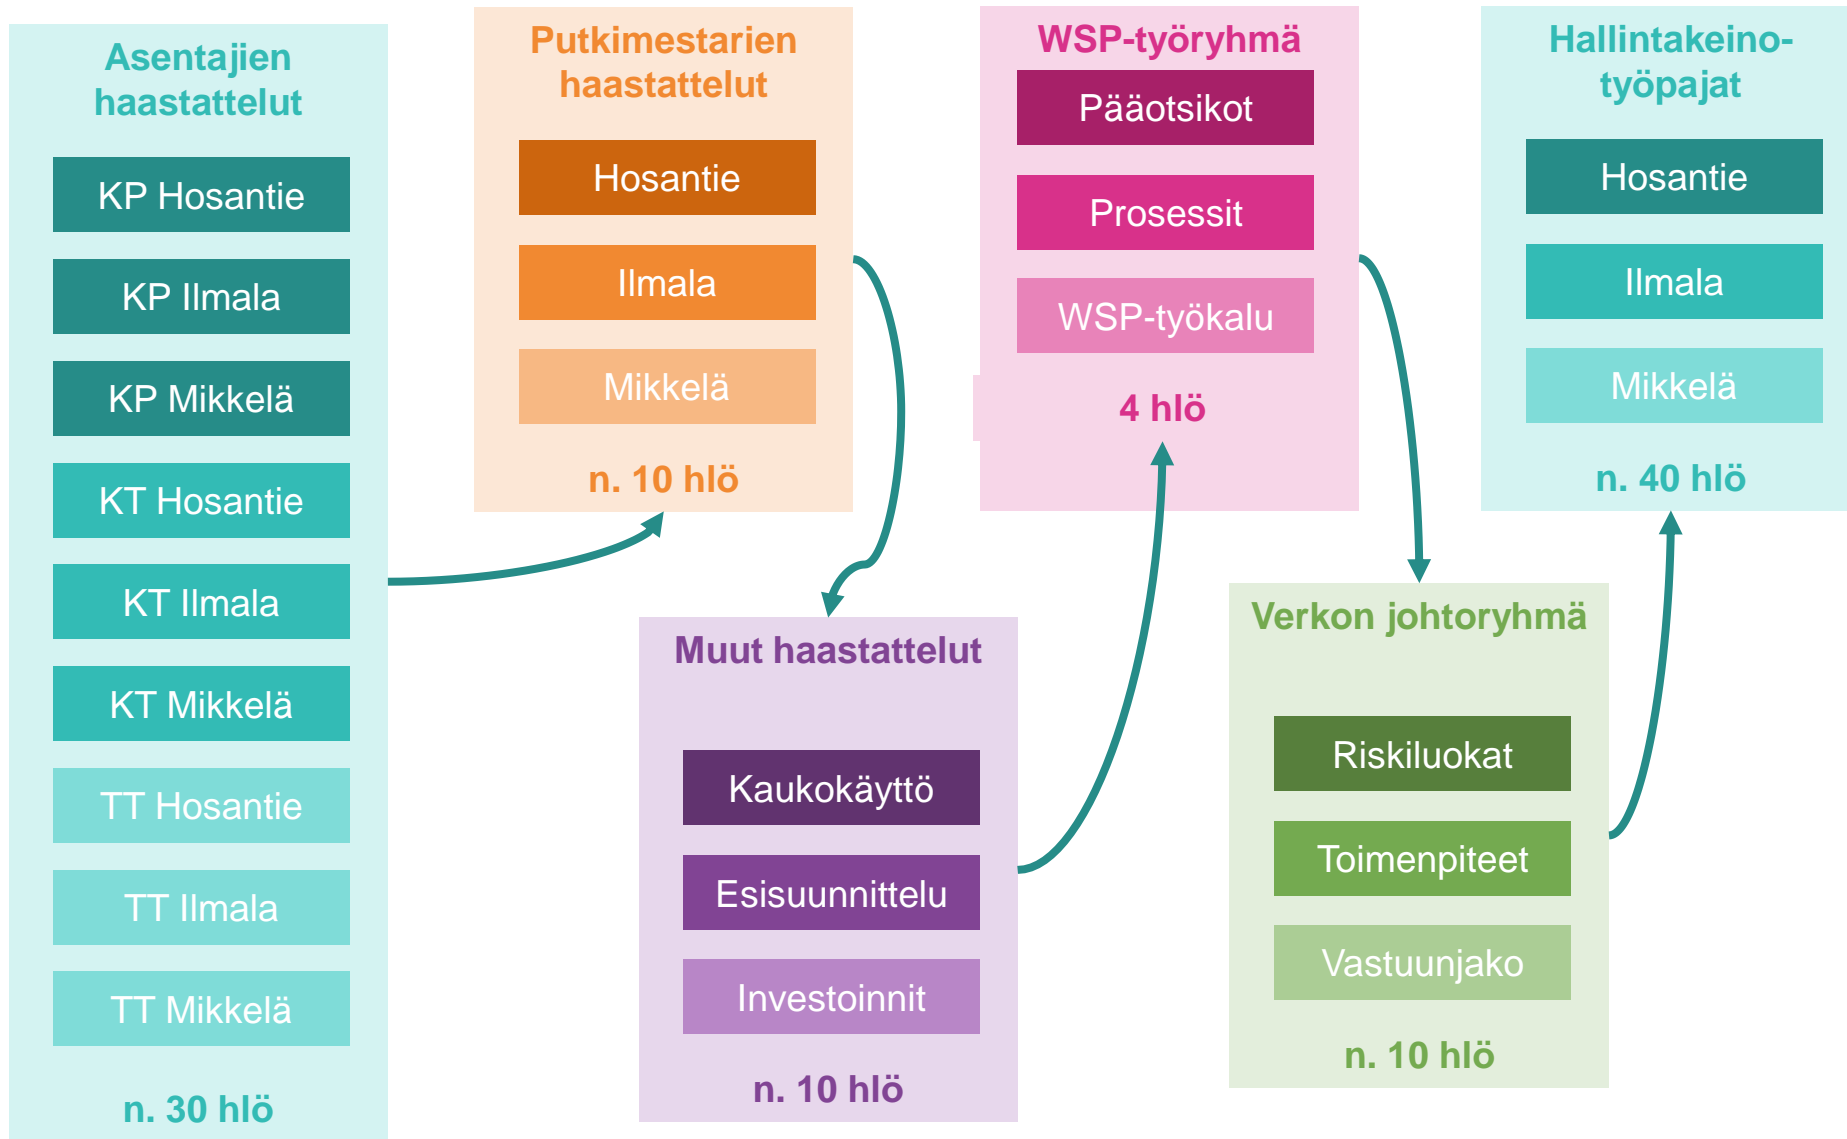 Asentajien
haastattelut
KP Hosantie
KP Ilmala
KP Mikkelä
KT Hosantie
KT Ilmala
KT Mikkelä
TT Hosantie
TT Ilmala
TT Mikkelä
n. 30 hlö
Putkimestarien
haastattelut
Hosantie
Ilmala
Mikkelä
n. 10 hlö
Muut haastattelut
Kaukokäyttö
Esisuunnittelu
Investoinnit
n. 10 hlö
WSP-työryhmä
Pääotsikot
Prosessit
WSP-työkalu
4 hlö
Verkon johtoryhmä
Riskiluokat
Toimenpiteet
Vastuunjako
n. 10 hlö
Hallintakeino-
työpajat
Hosantie
Ilmala
Mikkelä
n. 40 hlö